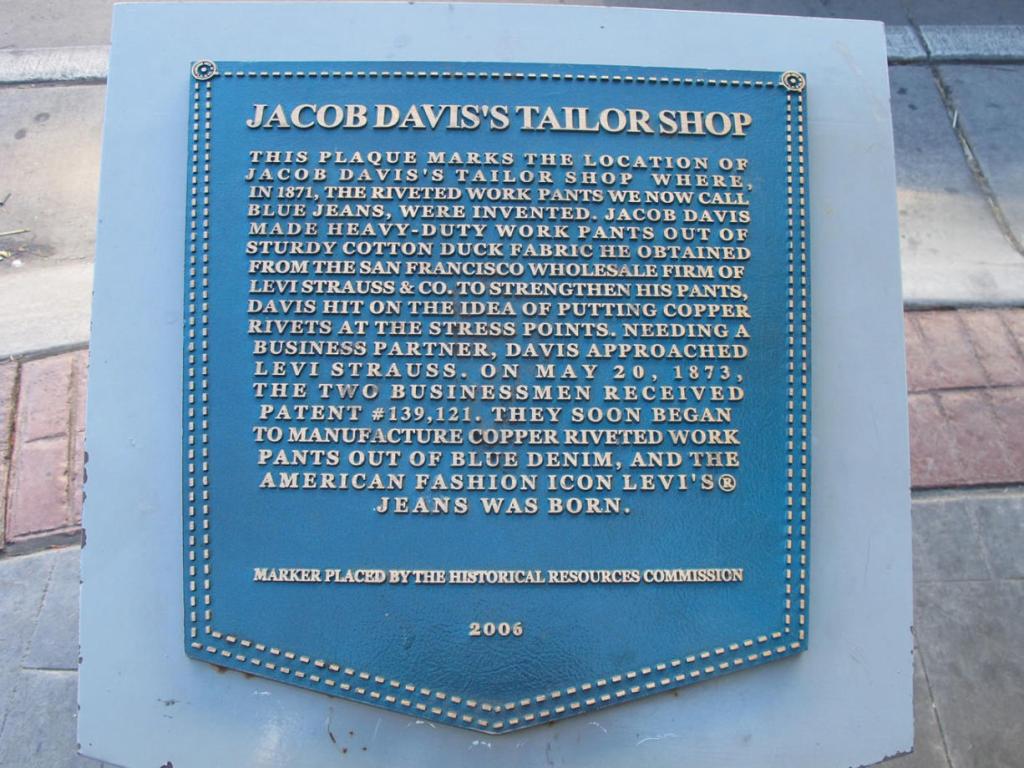 JACOB DAVIS'S TAILOR SHOP
THIS PLAQUE MARKS THE LOCATION OF
JACOB DAVIS'S TAILOR SHOP WHERE,
IN 1871, THE RIVETED WORK PANTS WE NOW CALL
BLUE JEANS, WERE INVENTED. JACOB DAVIS
MADE HEAVY-DUTY WORK PANTS OUT OF
STURDY COTTON DUCK FABRIC HE OBTAINED
FROM THE SAN FRANCISCO WHOLESALE FIRM OF
LEVI STRAUSS & CO. TO STRENGTHEN HIS PANTS,
DAVIS HIT ON THE IDEA OF PUTTING COPPER
RIVETS AT THE STRESS POINTS. NEEDING A
BUSINESS PARTNER, DAVIS APPROACHED
LEVI STRAUSS. ON MAY 20, 1873,
THE TWO BUSINESSMEN RECEIVED
PATENT #139,121. THEY SOON BEGAN
TO MANUFACTURE COPPER RIVETED WORK
PANTS OUT OF BLUE DENIM, AND THE
AMERICAN FASHION ICON LEVI'S®
JEANS WAS BORN.
MARKER PLACED BY THE HISTORICAL RESOURCES COMMISSION
2006